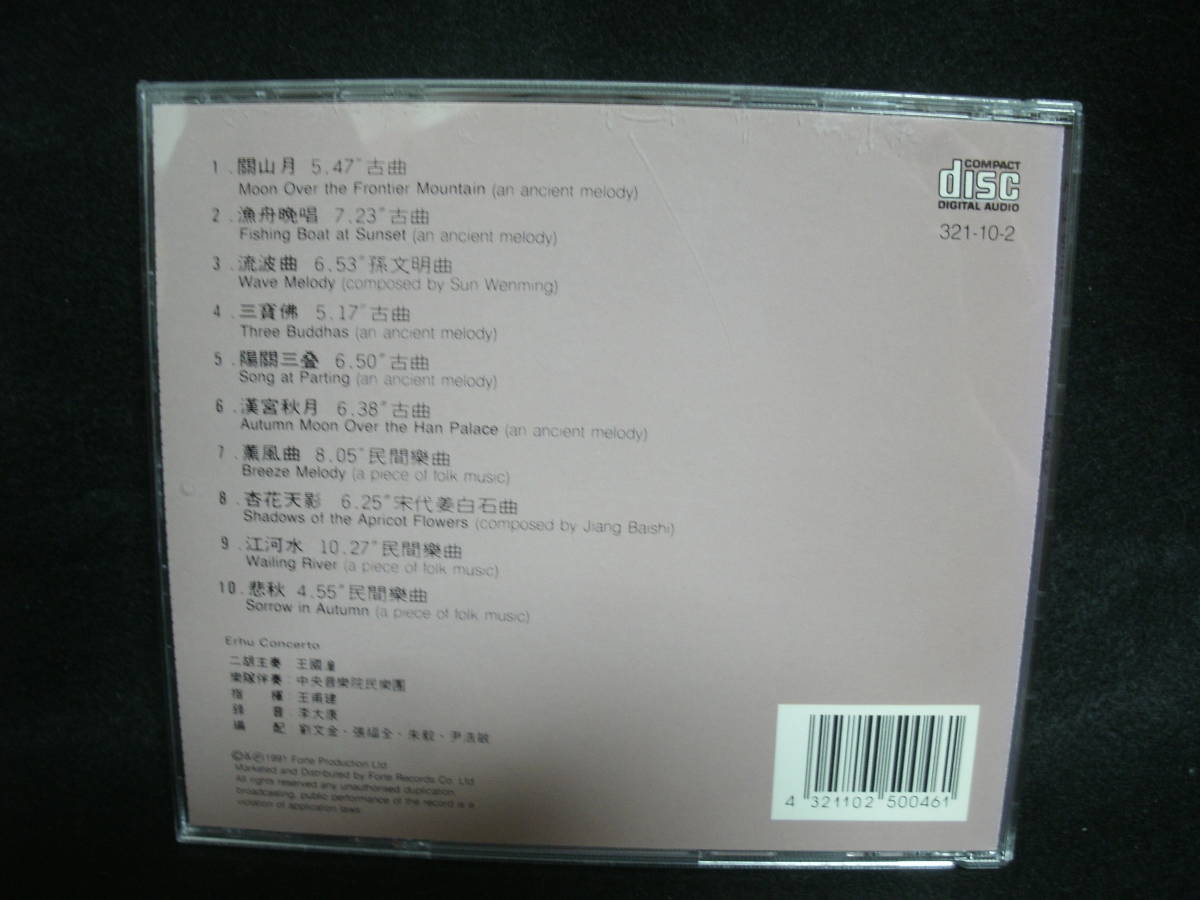 1 . 關山月 5.47″古曲
Moon Over the Frontier Mountain (an ancient melody)
2 . 漁舟晚唱 7.23″古曲
Fishing Boat at Sunset (an ancient melody)
3 . 流波曲 6.53″孫文明曲
Wave Melody (composed by Sun Wenming)
4 . 三寶佛 5.17″古曲
Three Buddhas (an ancient melody)
5 . 陽關三叠 6.50″古曲
Song at Parting (an ancient melody)
6 . 漢宮秋月 6.38″古曲
Autumn Moon Over the Han Palace (an ancient melody)
7 . 薰風曲 8.05″民間樂曲
Breeze Melody (a piece of folk music)
8 . 杏花天影 6.25″宋代姜白石曲
Shadows of the Apricot Flowers (composed by Jiang Baishi)
9 . 江河水 10.27″民間樂曲
Wailing River (a piece of folk music)
10 . 悲秋 4.55″民間樂曲
Sorrow in Autumn (a piece of folk music)
Erhu Concerto
二胡主奏 王國潼
樂隊伴奏:中央音樂院民樂團
指 揮 王甫建
錄 音:李大康
編 配 劉文金、張福全、朱毅、尹浩敏
©&℗1991 Forte Production Ltd
Marketed and Distributed by Forte Records Co. Ltd
All rights reserved any unauthorised duplication
broadcasting, public performance of the record is a
violation of application laws
COMPACT
disc
DIGITAL AUDIO
321-10-2
4 321102 500461